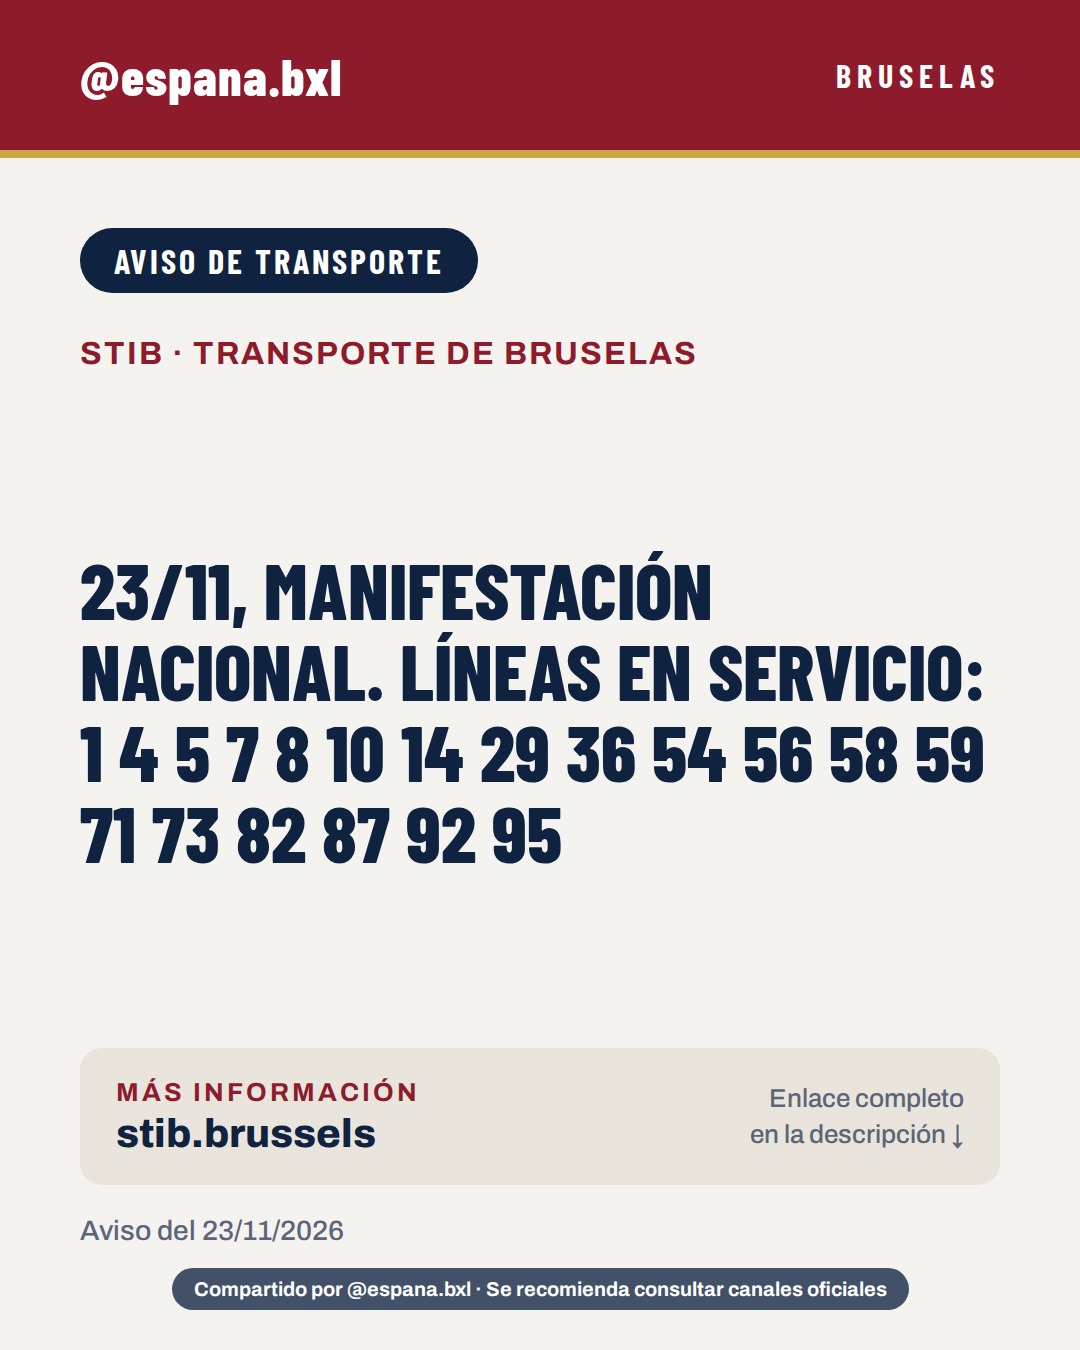 @espana.bxl
BRUSELAS
AVISO DE TRANSPORTE
STIB · TRANSPORTE DE BRUSELAS
23/11, MANIFESTACIÓN
NACIONAL. LÍNEAS EN SERVICIO:
1 4 5 7 8 10 14 29 36 54 56 58 59
71 73 82 87 92 95
MÁS INFORMACIÓN
stib.brussels
Enlace completo
en la descripción ↓
Aviso del 23/11/2026
Compartido por @espana.bxl · Se recomienda consultar canales oficiales